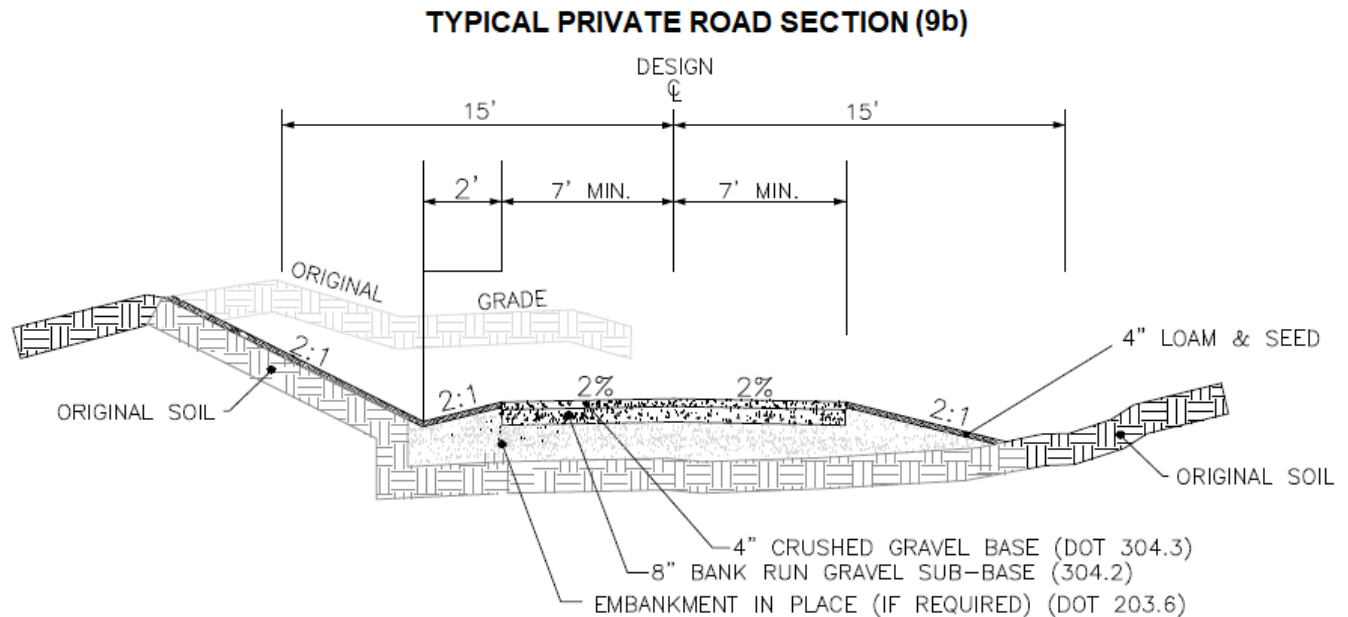 TYPICAL PRIVATE ROAD SECTION (9b)
DESIGN
℄
15' 15'
2' 7' MIN. 7' MIN.
ORIGINAL GRADE
4" LOAM & SEED
2:1
2:1 2% 2% 2:1
ORIGINAL SOIL
ORIGINAL SOIL
4" CRUSHED GRAVEL BASE (DOT 304.3)
8" BANK RUN GRAVEL SUB-BASE (304.2)
EMBANKMENT IN PLACE (IF REQUIRED) (DOT 203.6)